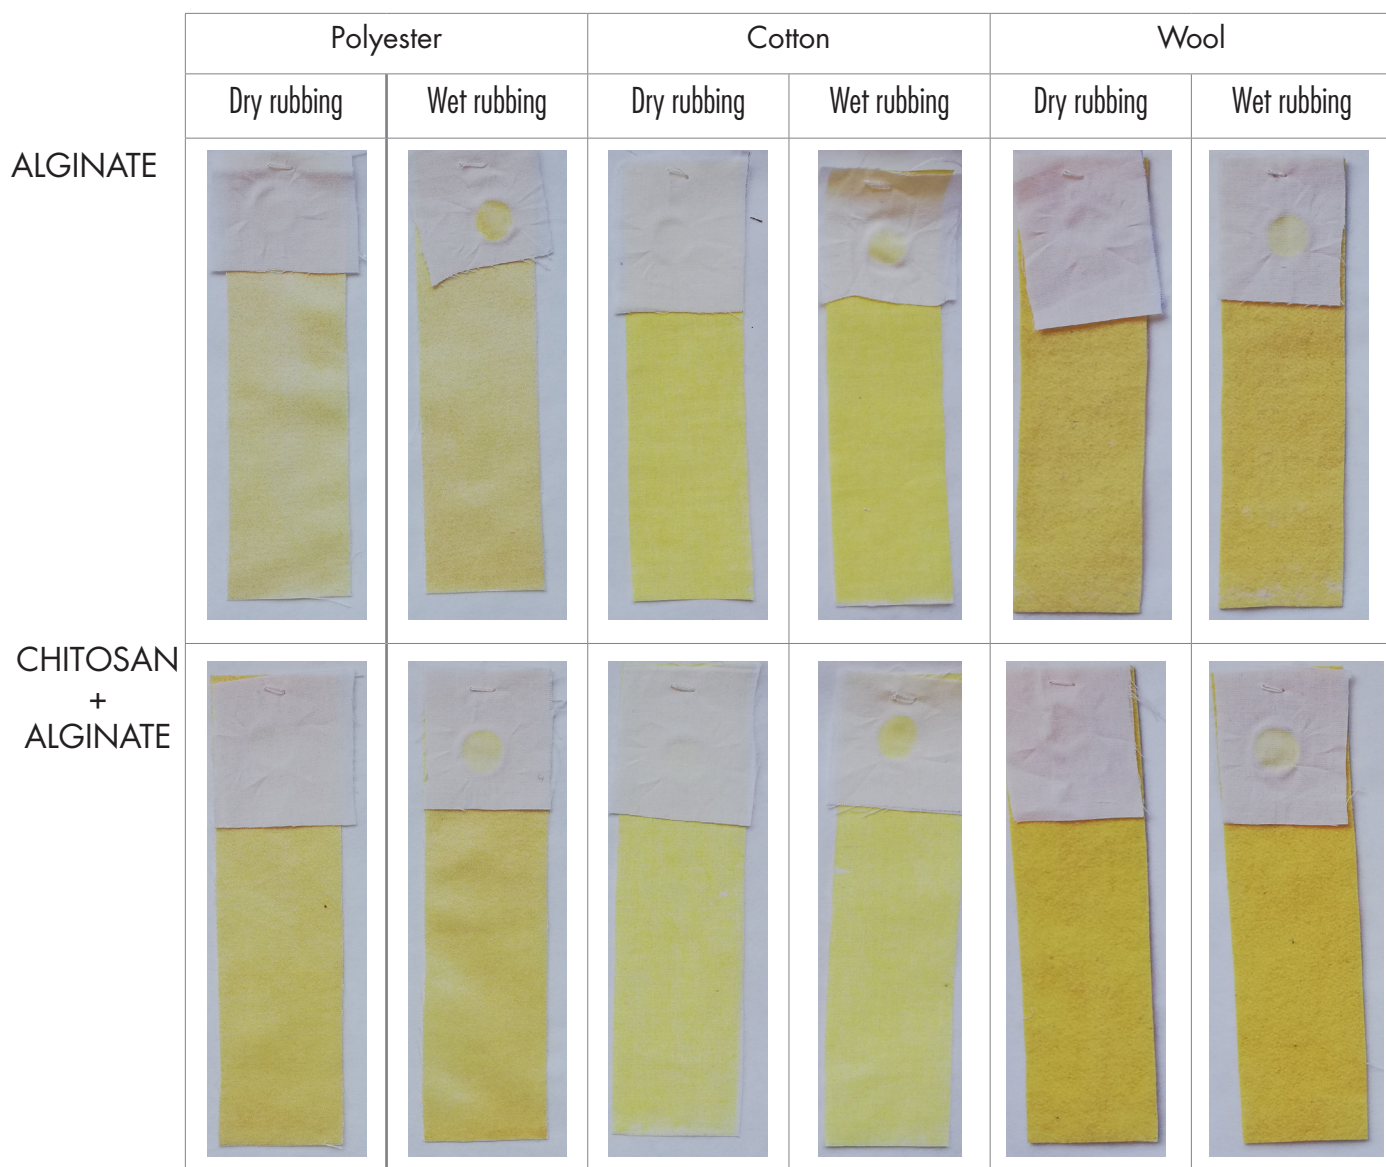 Polyester Cotton Wool
Dry rubbing Wet rubbing Dry rubbing Wet rubbing Dry rubbing Wet rubbing
ALGINATE
CHITOSAN
+
ALGINATE